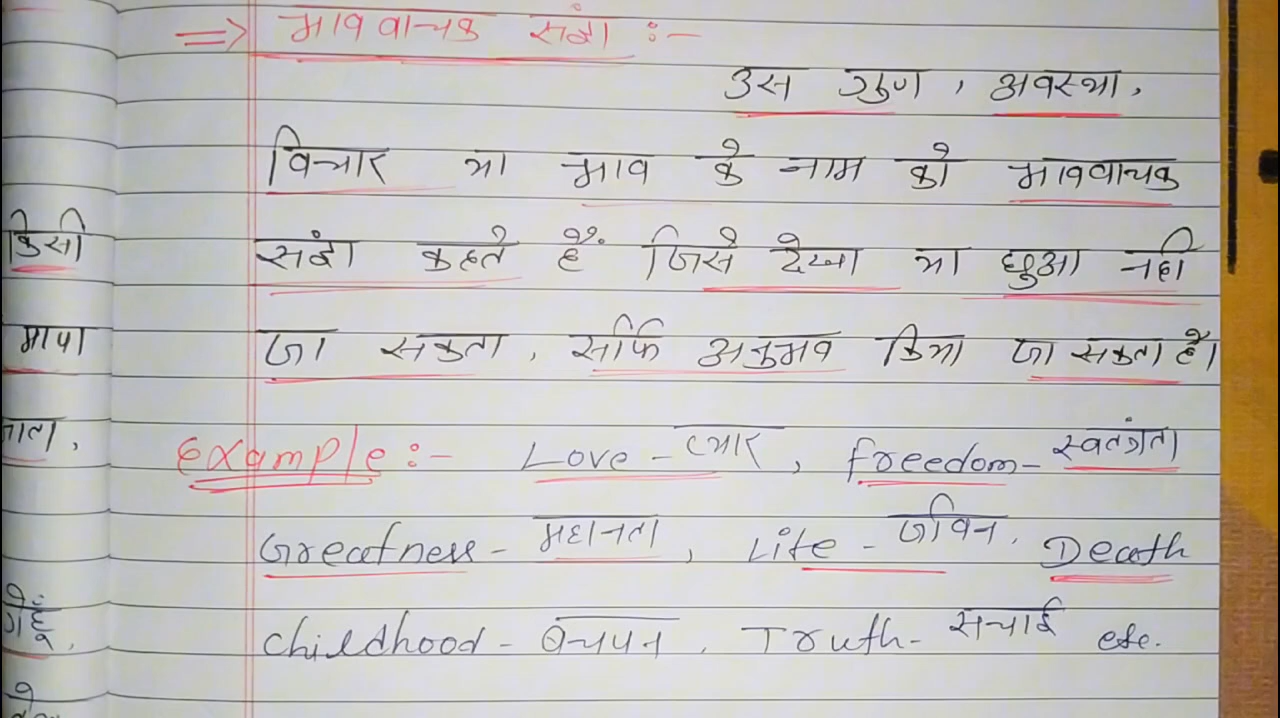 => भाववाचक संज्ञा :-
उस गुण, अवस्था,
विचार या भाव के नाम को भाववाचक
संज्ञा कहते हैं जिसे देखा या छुआ नहीं
जा सकता, सर्फि अनुभव किया जा सकता है।
Example:- Love - प्यार, freedom - स्वतंत्रता
Greatness - महानता, Life - जीवन, Death
childhood - बचपन, Truth - सचाई etc.
किसी
मापा
जाता,
गेहूँ,